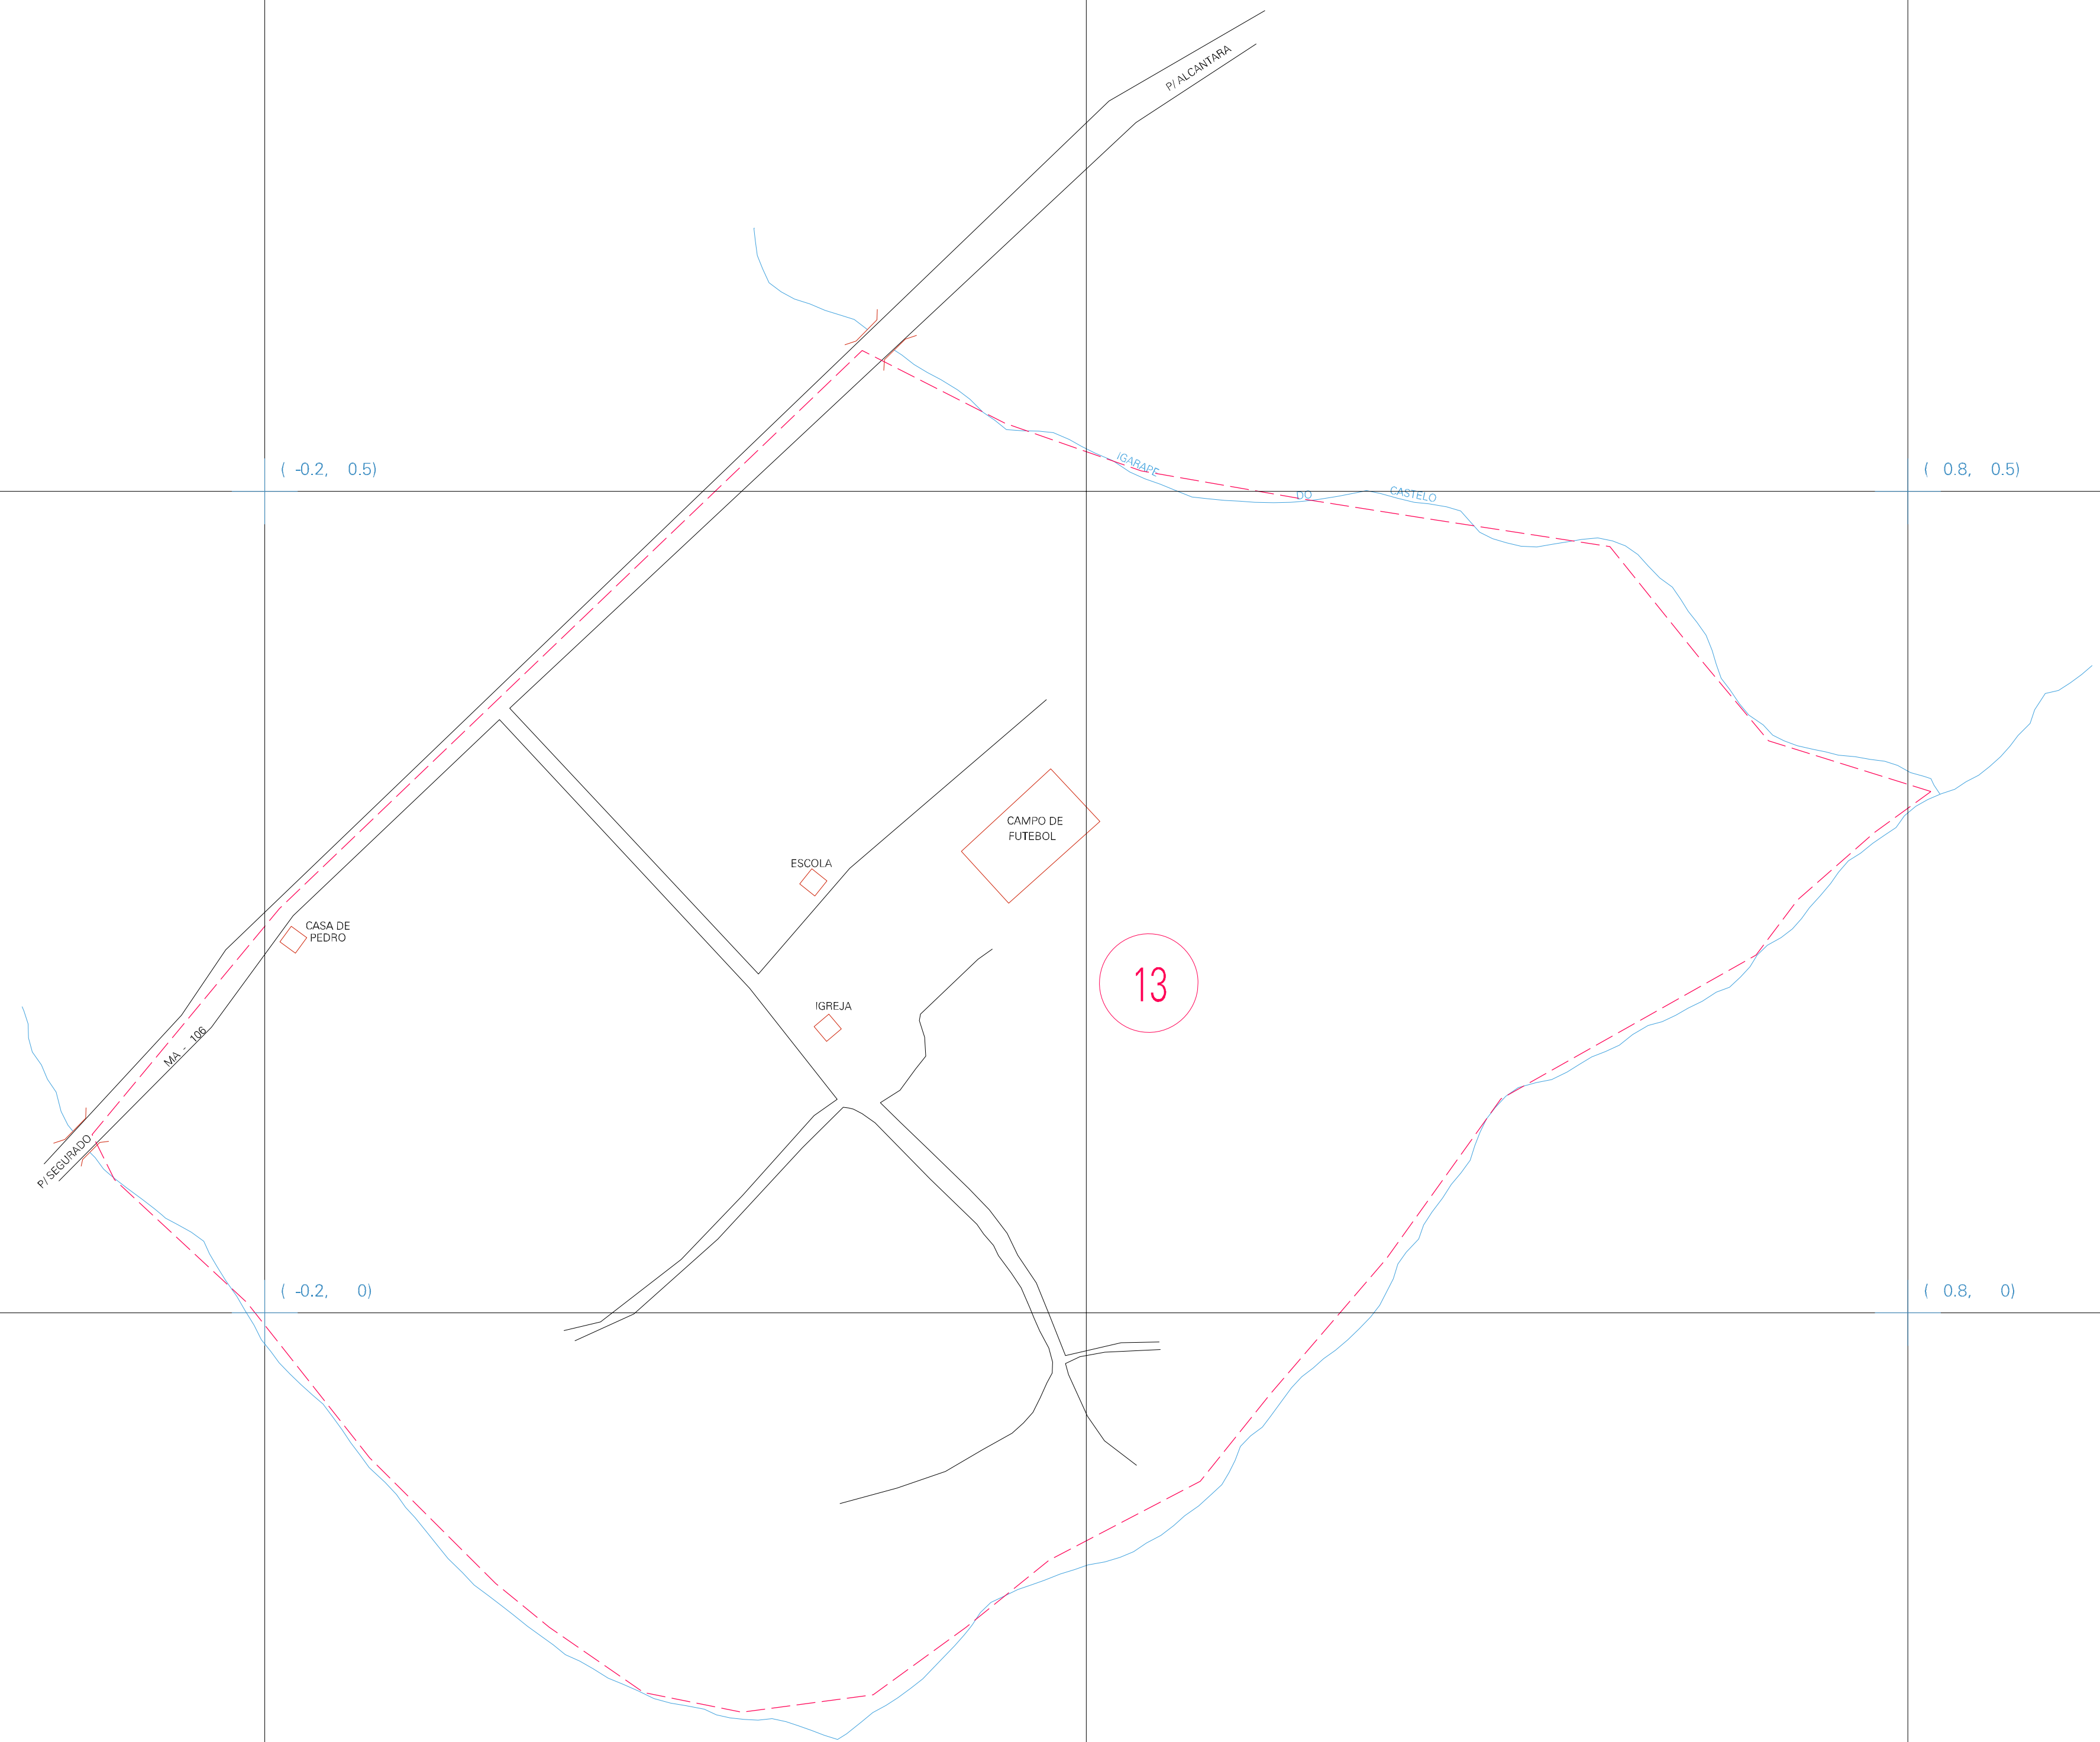 P/ ALCANTARA
( -0.2, 0.5)
IGARAPE DO CASTELO
( 0.8, 0.5)
CAMPO DE
FUTEBOL
ESCOLA
CASA DE
PEDRO
13
IGREJA
MA - 106
P/ SEGURADO
( -0.2, 0)
( 0.8, 0)